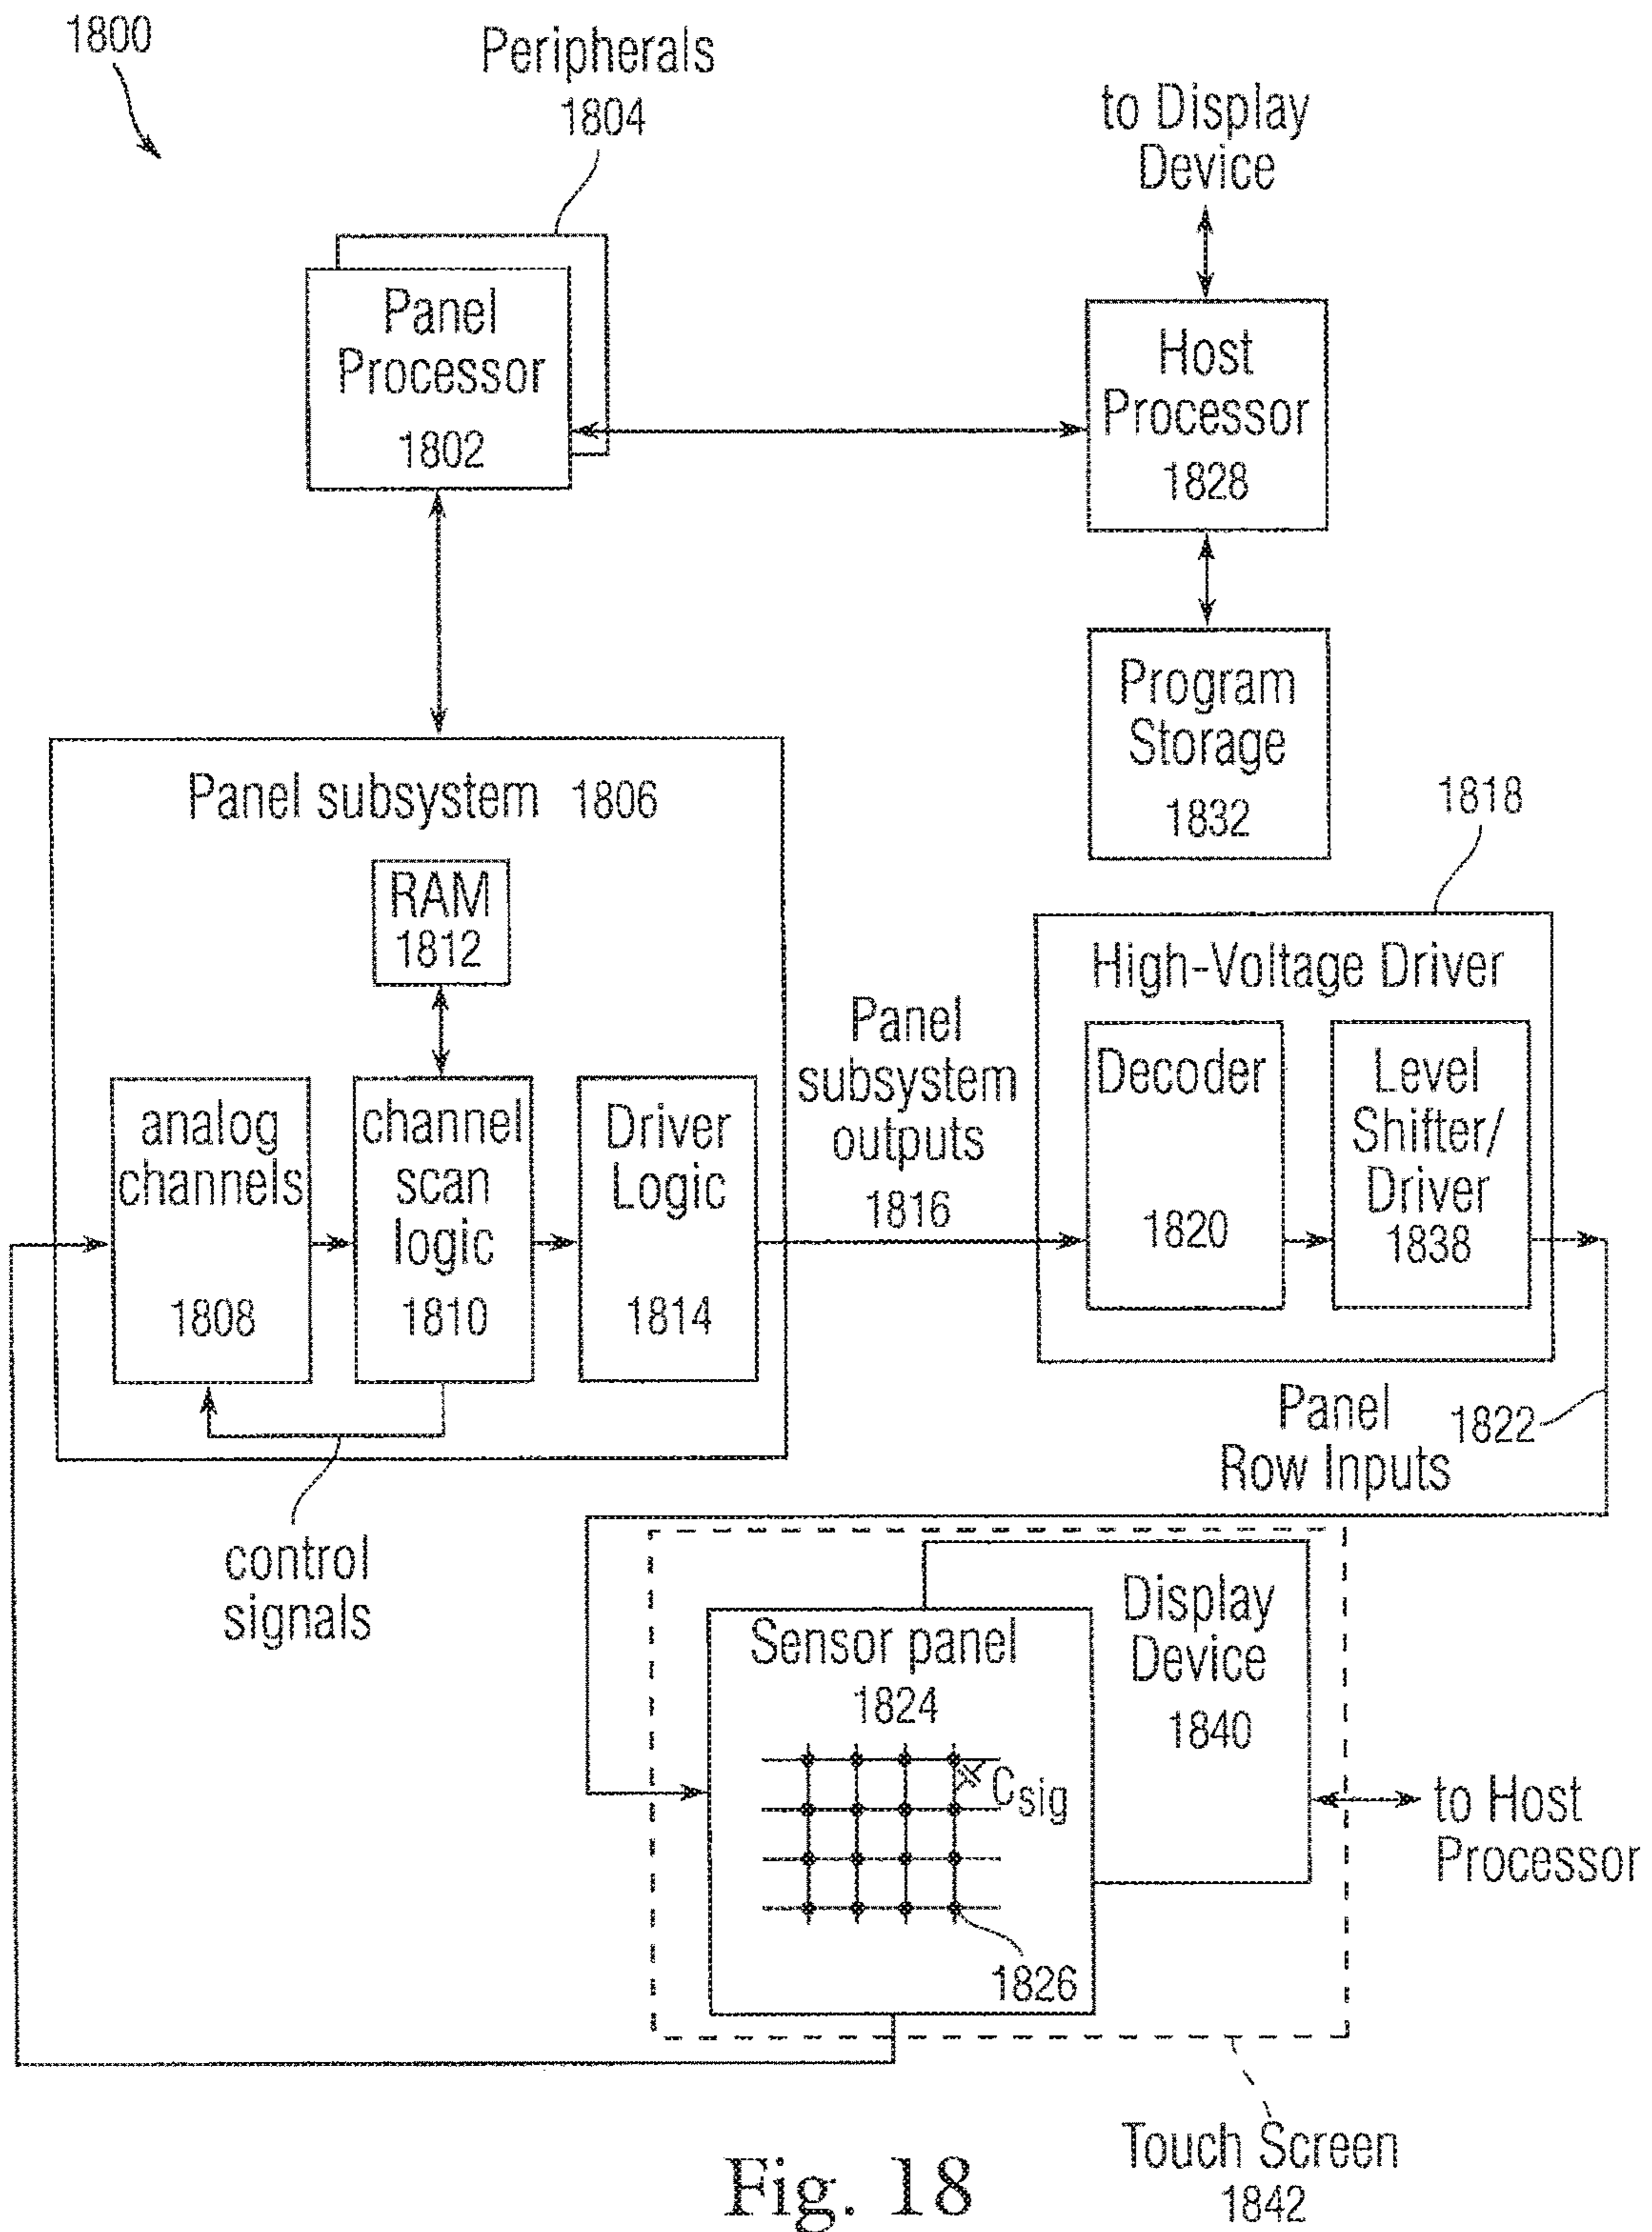 1800
Peripherals
1804
to Display
Device
Panel
Processor
1802
Host
Processor
1828
Program
Storage
1832
Panel subsystem 1806
RAM
1812
analog
channels
1808
channel
scan
logic
1810
Driver
Logic
1814
Panel
subsystem
outputs
1816
1818
High-Voltage Driver
Decoder
1820
Level
Shifter/
Driver
1838
Panel
Row Inputs
1822
control
signals
Sensor panel
1824
Csig
1826
Display
Device
1840
to Host
Processor
Touch Screen
1842
Fig. 18